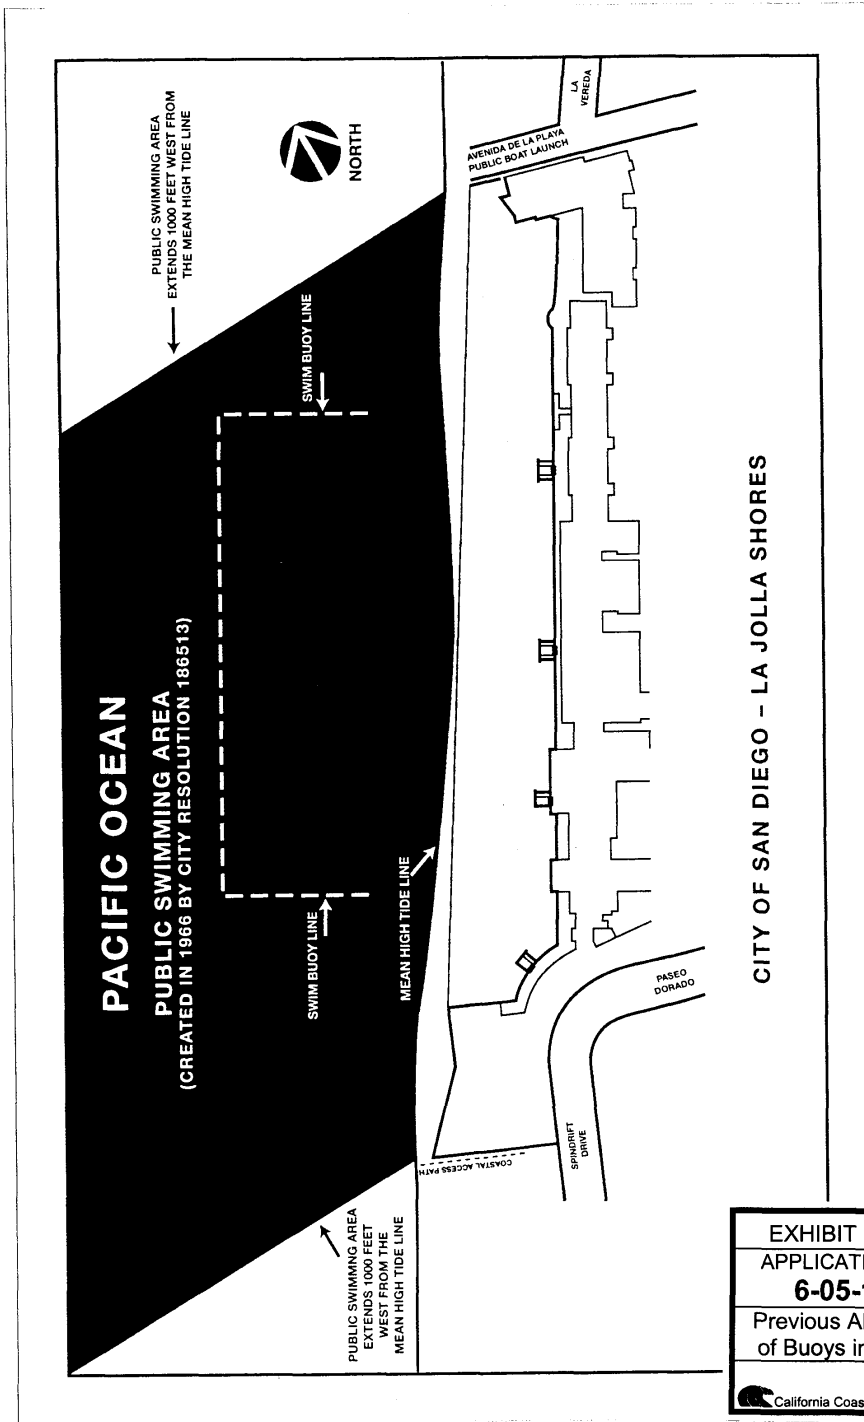 PUBLIC SWIMMING AREA
EXTENDS 1000 FEET WEST FROM
THE MEAN HIGH TIDE LINE
NORTH
LA
VEREDA
AVENIDA DE LA PLAYA
PUBLIC BOAT LAUNCH
SWIM BUOY LINE
PACIFIC OCEAN
PUBLIC SWIMMING AREA
(CREATED IN 1966 BY CITY RESOLUTION 186513)
SWIM BUOY LINE
MEAN HIGH TIDE LINE
CITY OF SAN DIEGO – LA JOLLA SHORES
PASEO
DORADO
SPINDRIFT
DRIVE
COASTAL ACCESS PATH
PUBLIC SWIMMNG AREA
EXTENDS 1000 FEET
WEST FROM THE
MEAN HIGH TIDE LINE
EXHIBIT
APPLICATI
6-05-
Previous Al
of Buoys in
California Coas